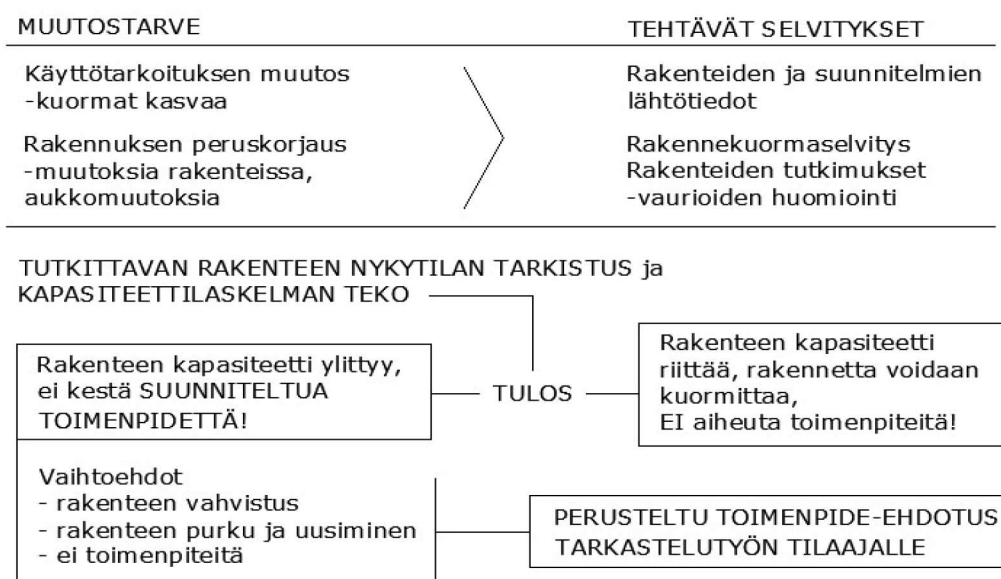 MUUTOSTARVE
TEHTÄVÄT SELVITYKSET
Käyttötarkoituksen muutos
-kuormat kasvaa
Rakennuksen peruskorjaus
-muutoksia rakenteissa,
aukkomuutoksia
Rakenteiden ja suunnitelmien
lähtötiedot
Rakennekuormaselvitys
Rakenteiden tutkimukset
-vaurioiden huomiointi
TUTKITTAVAN RAKENTEEN NYKYTILAN TARKISTUS ja
KAPASITEETTILASKELMAN TEKO
Rakenteen kapasiteetti ylittyy,
ei kestä SUUNNITELTUA
TOIMENPIDETTÄ!
TULOS
Rakenteen kapasiteetti
riittää, rakennetta voidaan
kuormittaa,
EI aiheuta toimenpiteitä!
Vaihtoehdot
- rakenteen vahvistus
- rakenteen purku ja uusiminen
- ei toimenpiteitä
PERUSTELTU TOIMENPIDE-EHDOTUS
TARKASTELUTYÖN TILAAJALLE